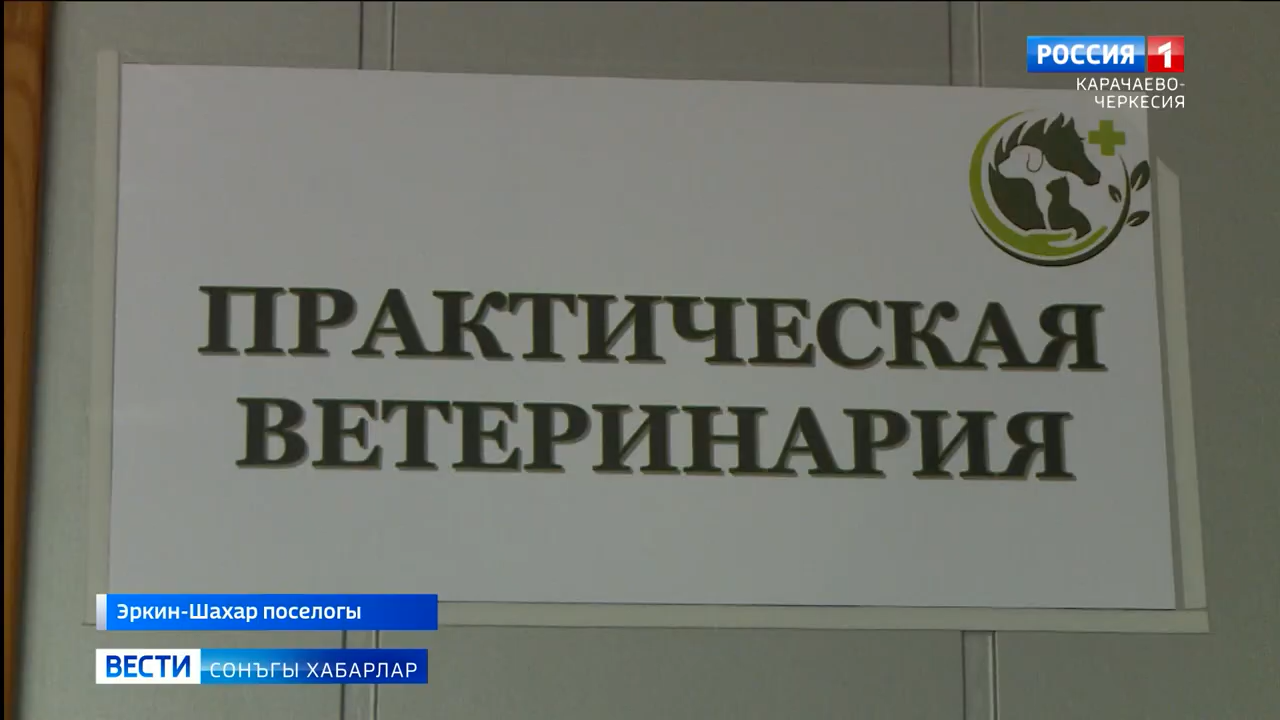 РОССИЯ 1
КАРАЧАЕВО-
ЧЕРКЕСИЯ
ПРАКТИЧЕСКАЯ
ВЕТЕРИНАРИЯ
Эркин-Шахар поселогы
ВЕСТИ СОНЪГЫ ХАБАРЛАР